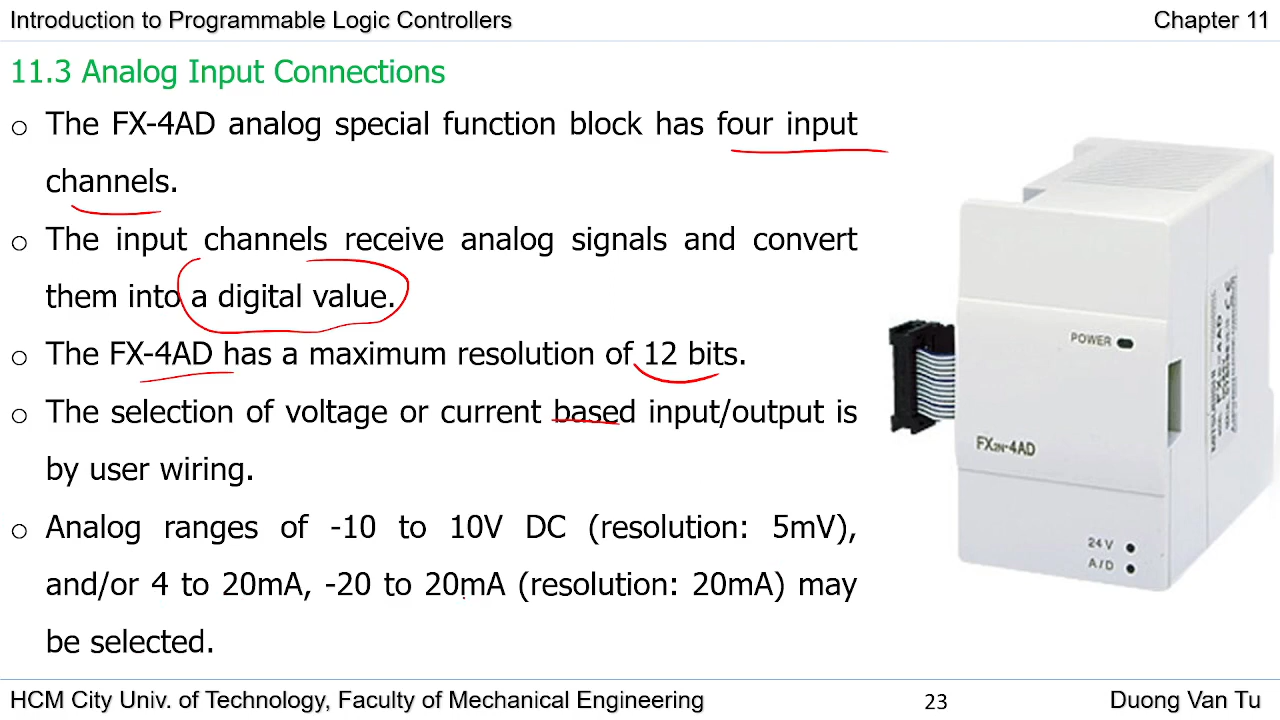 Introduction to Programmable Logic Controllers
Chapter 11
11.3 Analog Input Connections
○ The FX-4AD analog special function block has four input
channels.
○ The input channels receive analog signals and convert
them into a digital value.
○ The FX-4AD has a maximum resolution of 12 bits.
○ The selection of voltage or current based input/output is
by user wiring.
○ Analog ranges of -10 to 10V DC (resolution: 5mV),
and/or 4 to 20mA, -20 to 20mA (resolution: 20mA) may
be selected.
POWER
FX2N-4AD
24V
A/D
HCM City Univ. of Technology, Faculty of Mechanical Engineering
23
Duong Van Tu